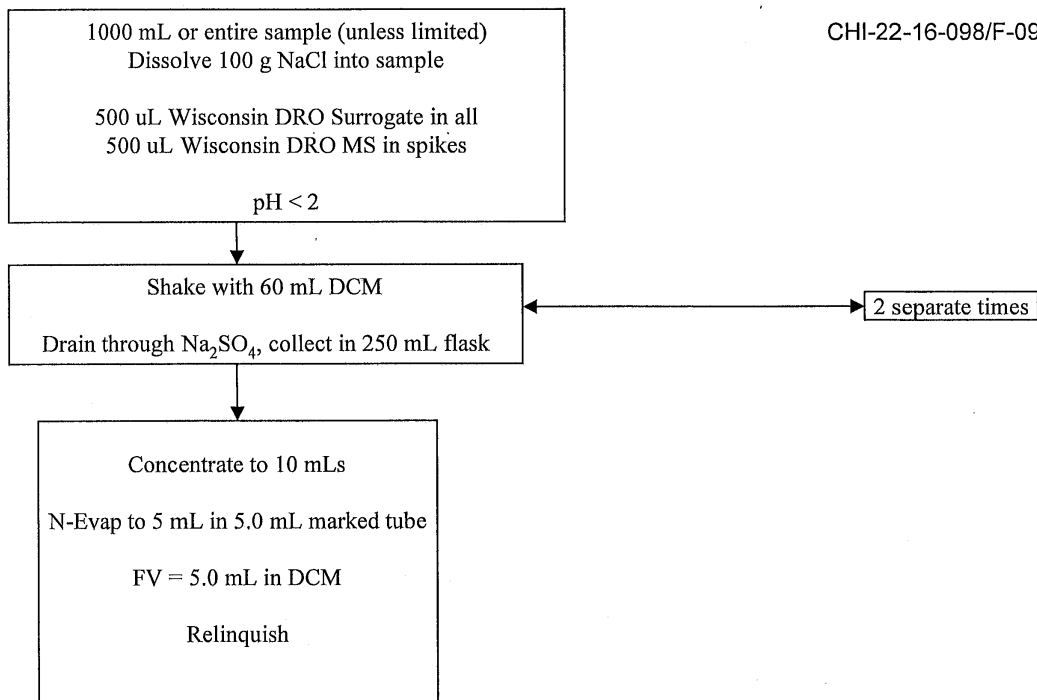 CHI-22-16-098/F-09
1000 mL or entire sample (unless limited)
Dissolve 100 g NaCl into sample
500 uL Wisconsin DRO Surrogate in all
500 uL Wisconsin DRO MS in spikes
pH < 2
Shake with 60 mL DCM
Drain through Na₂SO₄, collect in 250 mL flask
2 separate times
Concentrate to 10 mLs
N-Evap to 5 mL in 5.0 mL marked tube
FV = 5.0 mL in DCM
Relinquish